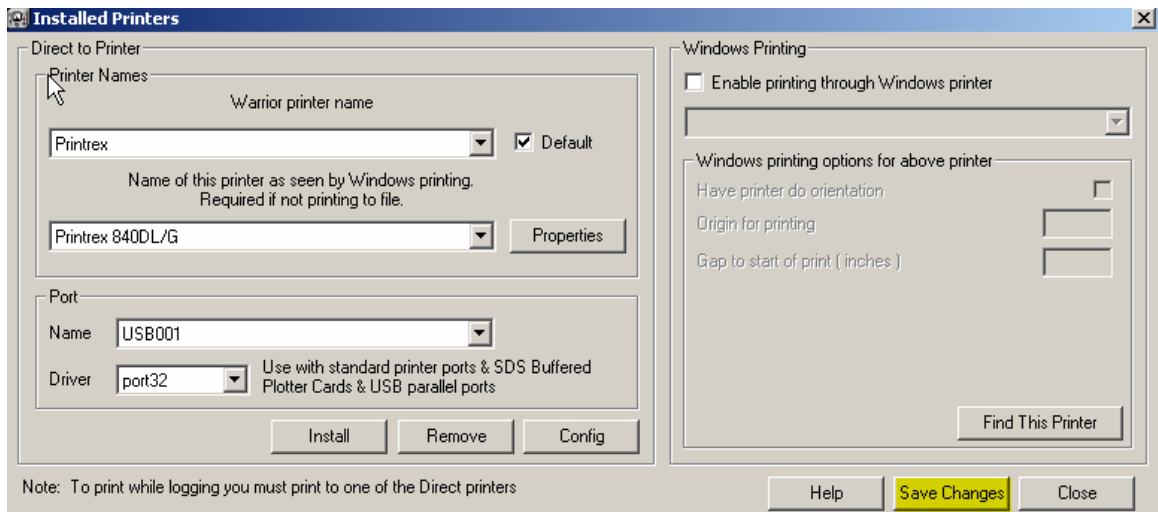 Installed Printers
Direct to Printer
Printer Names
Warrior printer name
Printrex
Default
Name of this printer as seen by Windows printing.
Required if not printing to file.
Printrex 840DL/G
Properties
Port
Name
USB001
Driver
port32
Use with standard printer ports & SDS Buffered
Plotter Cards & USB parallel ports
Install
Remove
Config
Windows Printing
Enable printing through Windows printer
Windows printing options for above printer
Have printer do orientation
Origin for printing
Gap to start of print ( inches )
Find This Printer
Note: To print while logging you must print to one of the Direct printers
Help
Save Changes
Close